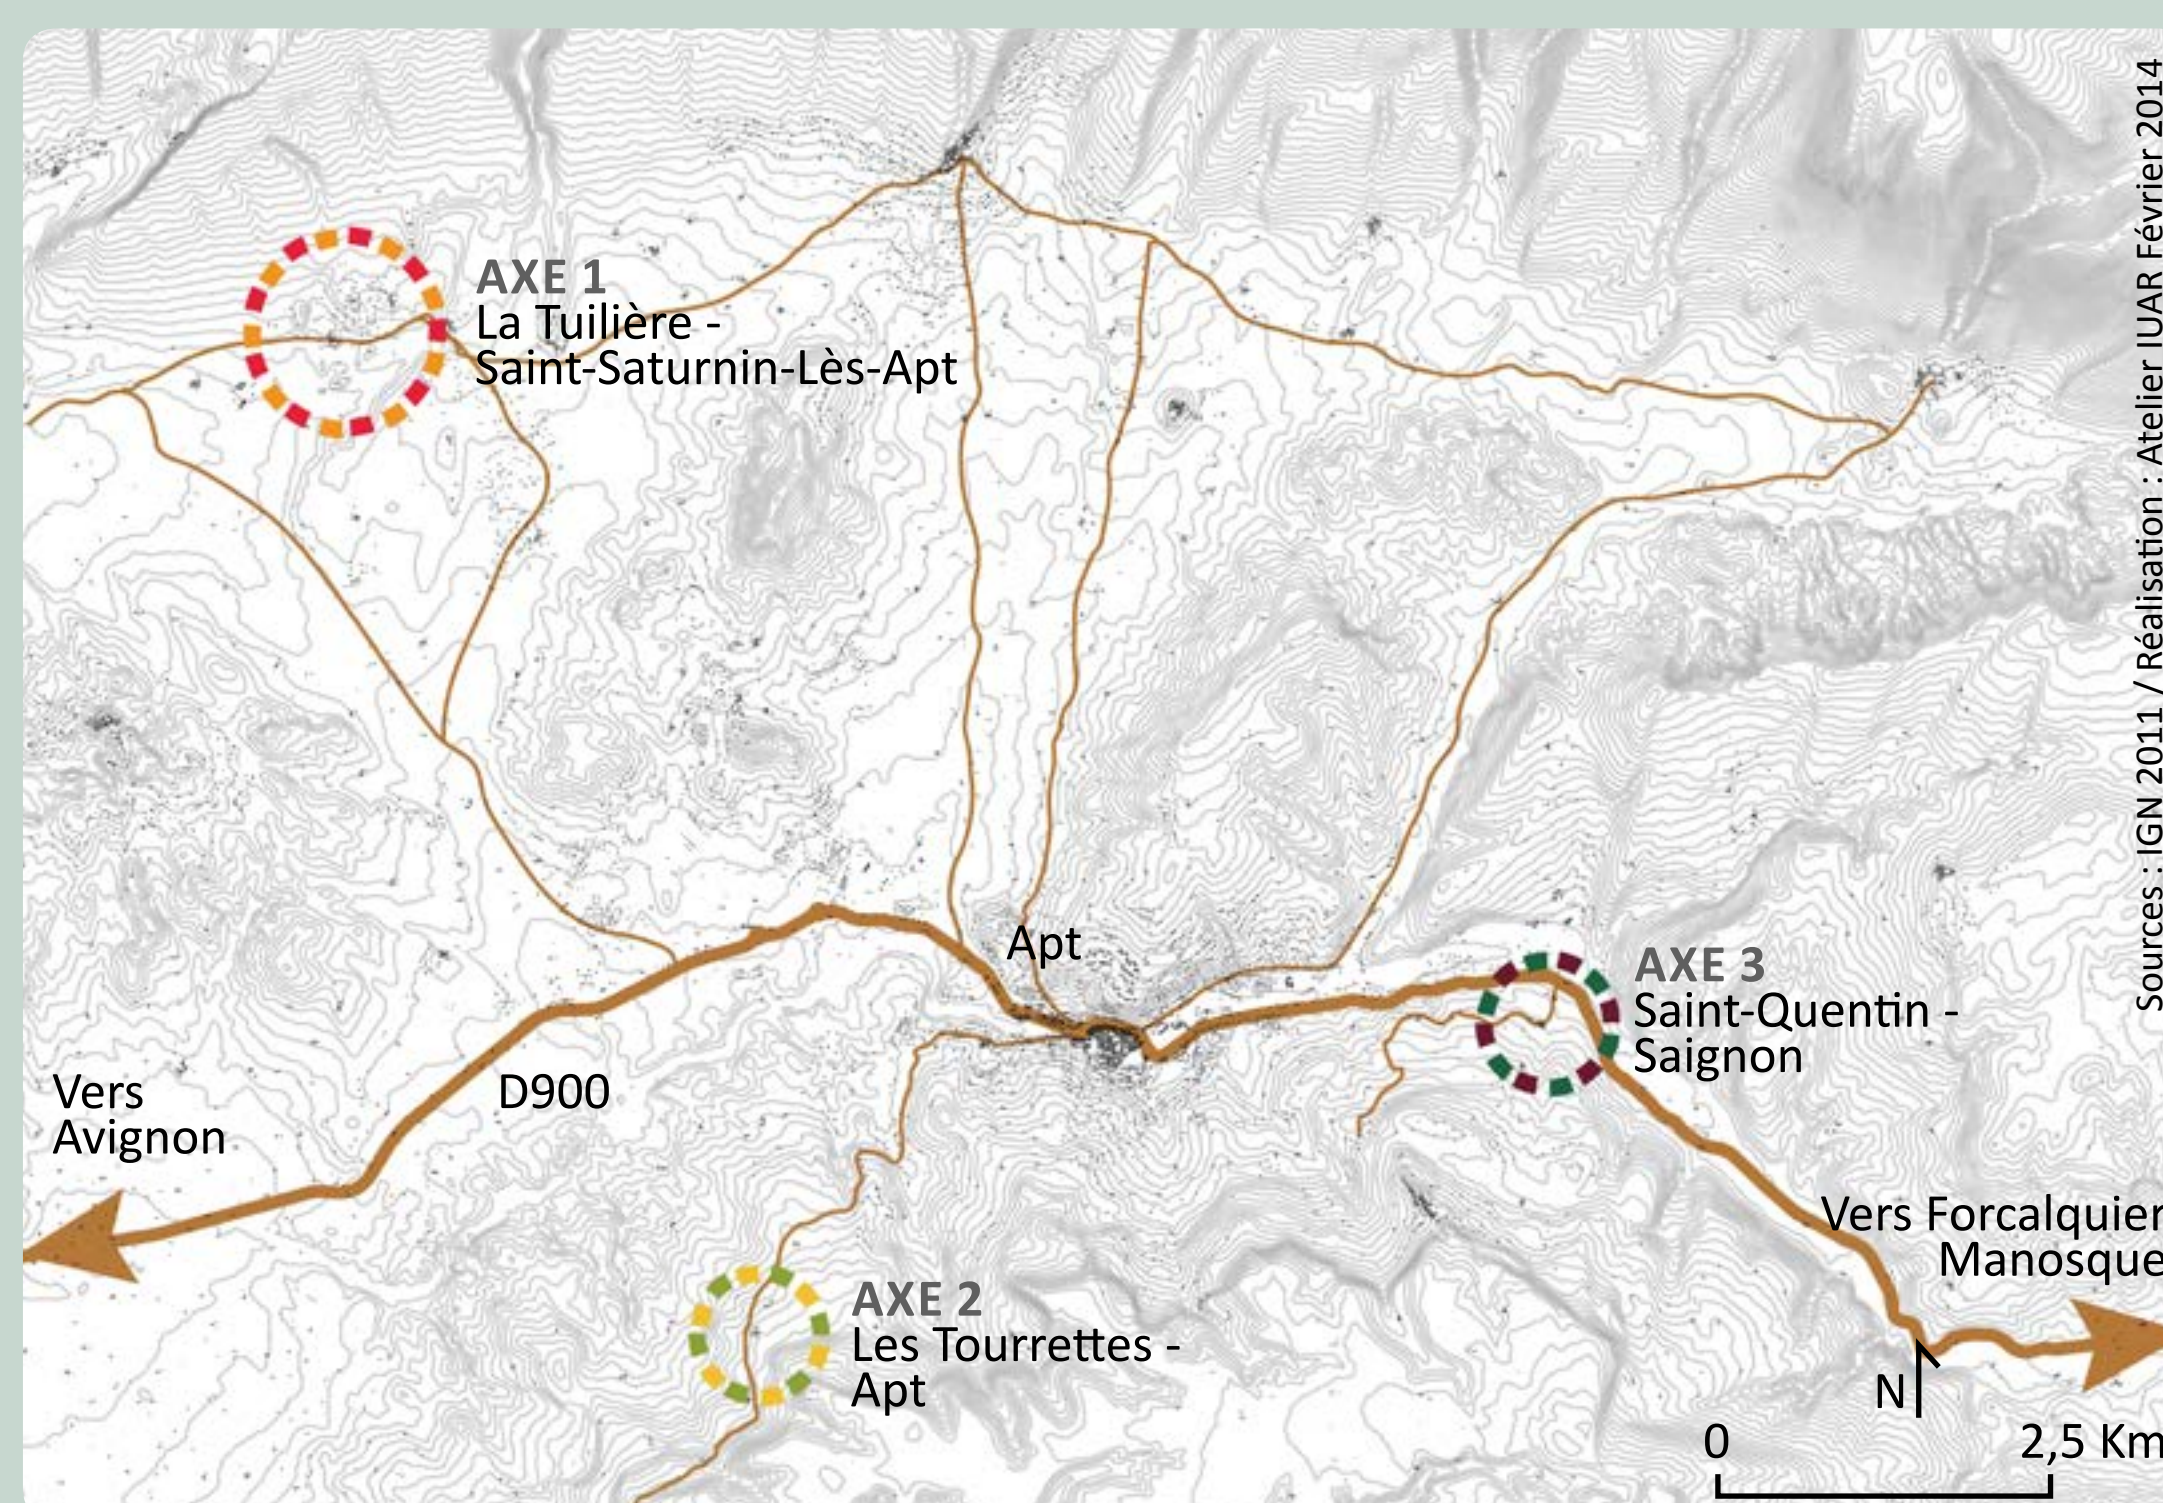 AXE 1
La Tuilière -
Saint-Saturnin-Lès-Apt
Apt
AXE 3
Saint-Quentin -
Saignon
D900
Vers
Avignon
Vers Forcalquier
Manosque
AXE 2
Les Tourrettes -
Apt
N
0 2,5 Km
Sources : IGN 2011 / Réalisation : Atelier IUAR Février 2014